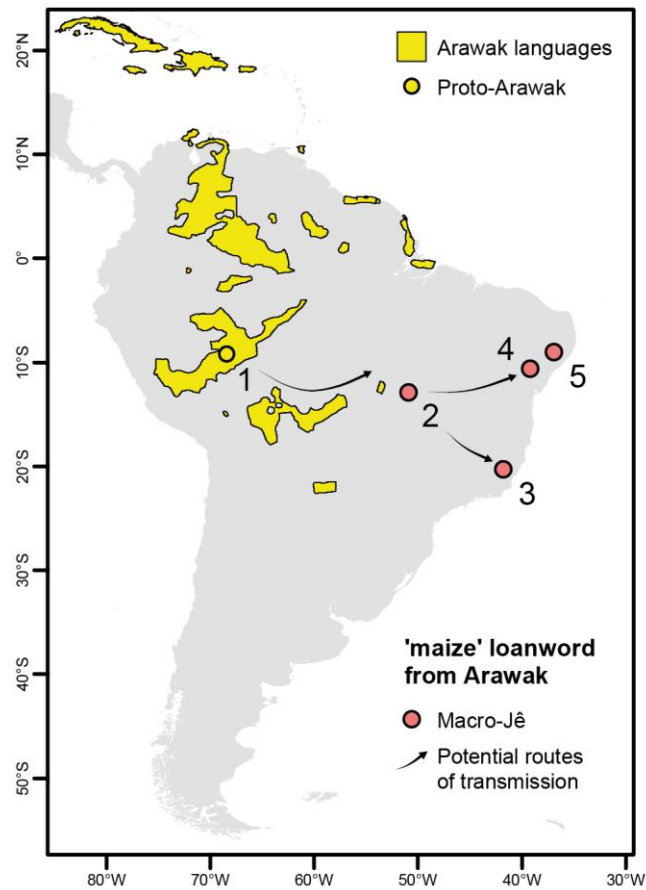 20°N
10°N
0°
10°S
20°S
30°S
40°S
50°S
Arawak languages
Proto-Arawak
1
2
3
4
5
'maize' loanword
from Arawak
Macro-Jê
Potential routes
of transmission
80°W
70°W
60°W
50°W
40°W
30°W